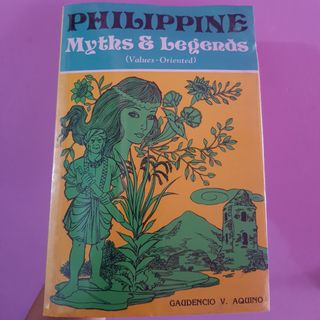 PHILIPPINE
Myths & Legends
(Values-Oriented)
GAUDENCIO V. AQUINO